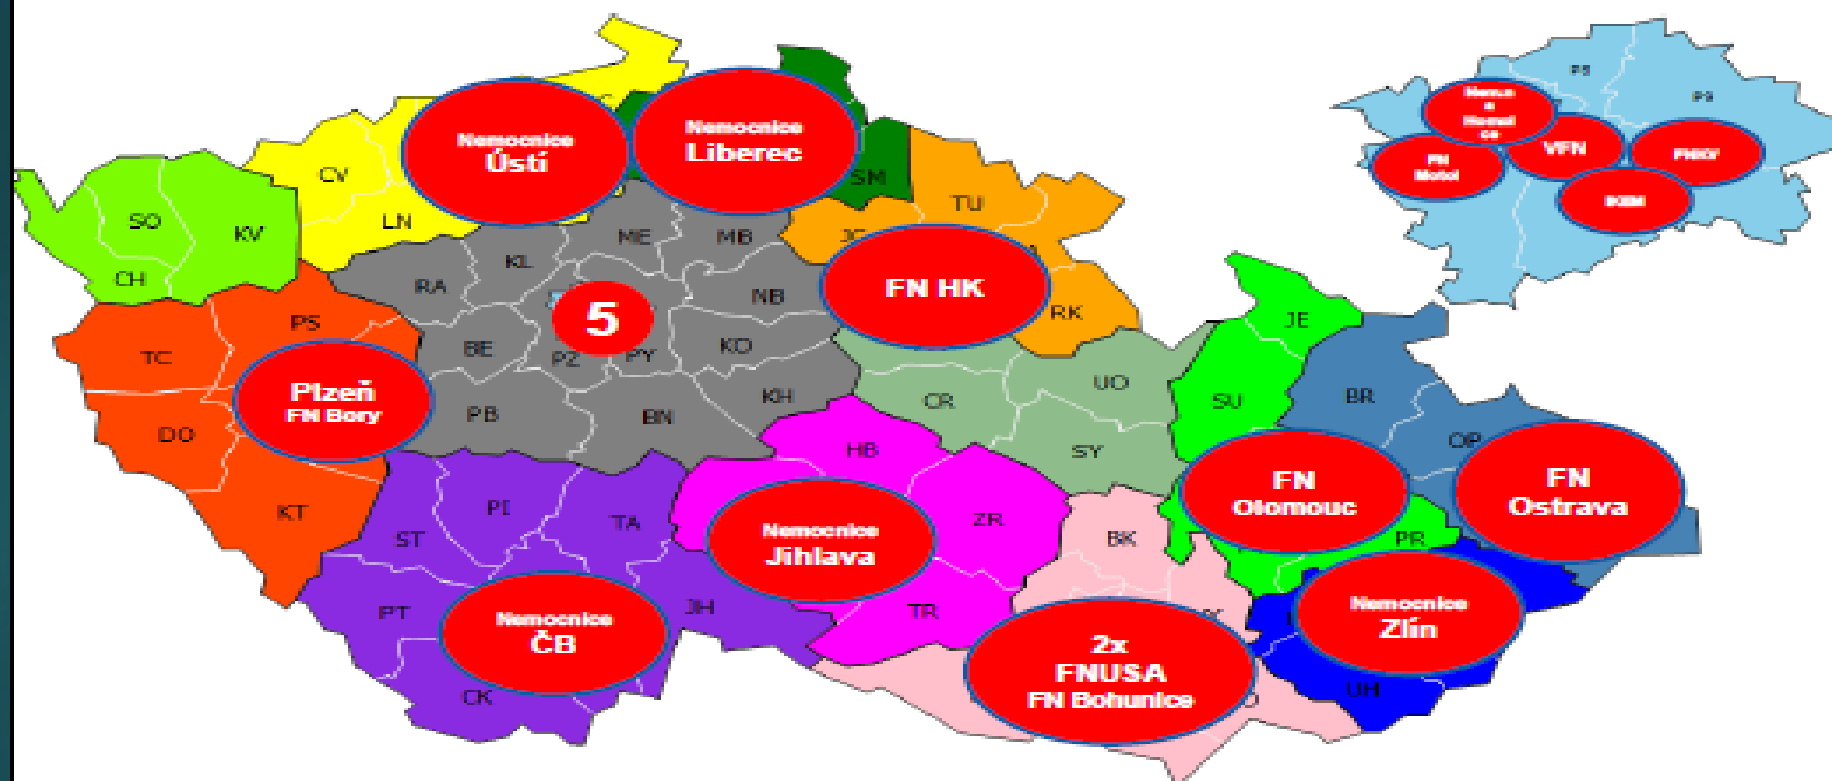 Nemocnice
Ústí
Nemocnice
Liberec
P8
P9
VFN
FN
Motol
FNKV
IKEM
CV
LN
SM
TU
SO
KV
CH
ME
MB
KL
RA
NB
FN HK
RK
5
PS
TC
BE
PZ
PY
KO
JE
UO
Plzeň
FN Bory
PB
BN
KH
CR
SU
BR
DO
HB
SY
OP
KT
PI
ST
TA
Nemocnice
Jihlava
ZR
BK
FN
Olomouc
PR
FN
Ostrava
PT
Nemocnice
ČB
JH
TR
Nemocnice
Zlín
CK
2x
FNUSA
FN Bohunice
UH